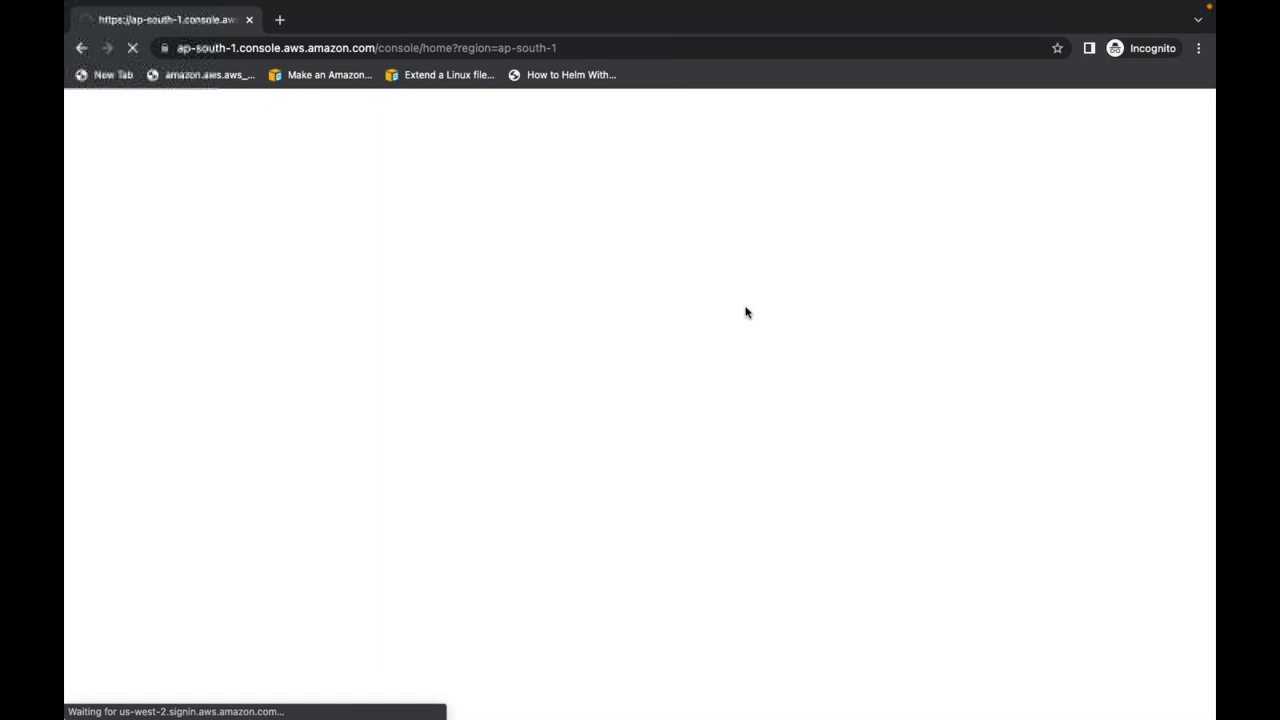 https://ap-south-1.console.aw
ap-south-1.console.aws.amazon.com/console/home?region=ap-south-1
Incognito
New Tab
amazon.aws.aws_...
Make an Amazon...
Extend a Linux file...
How to Helm With...
Waiting for us-west-2.signin.aws.amazon.com...